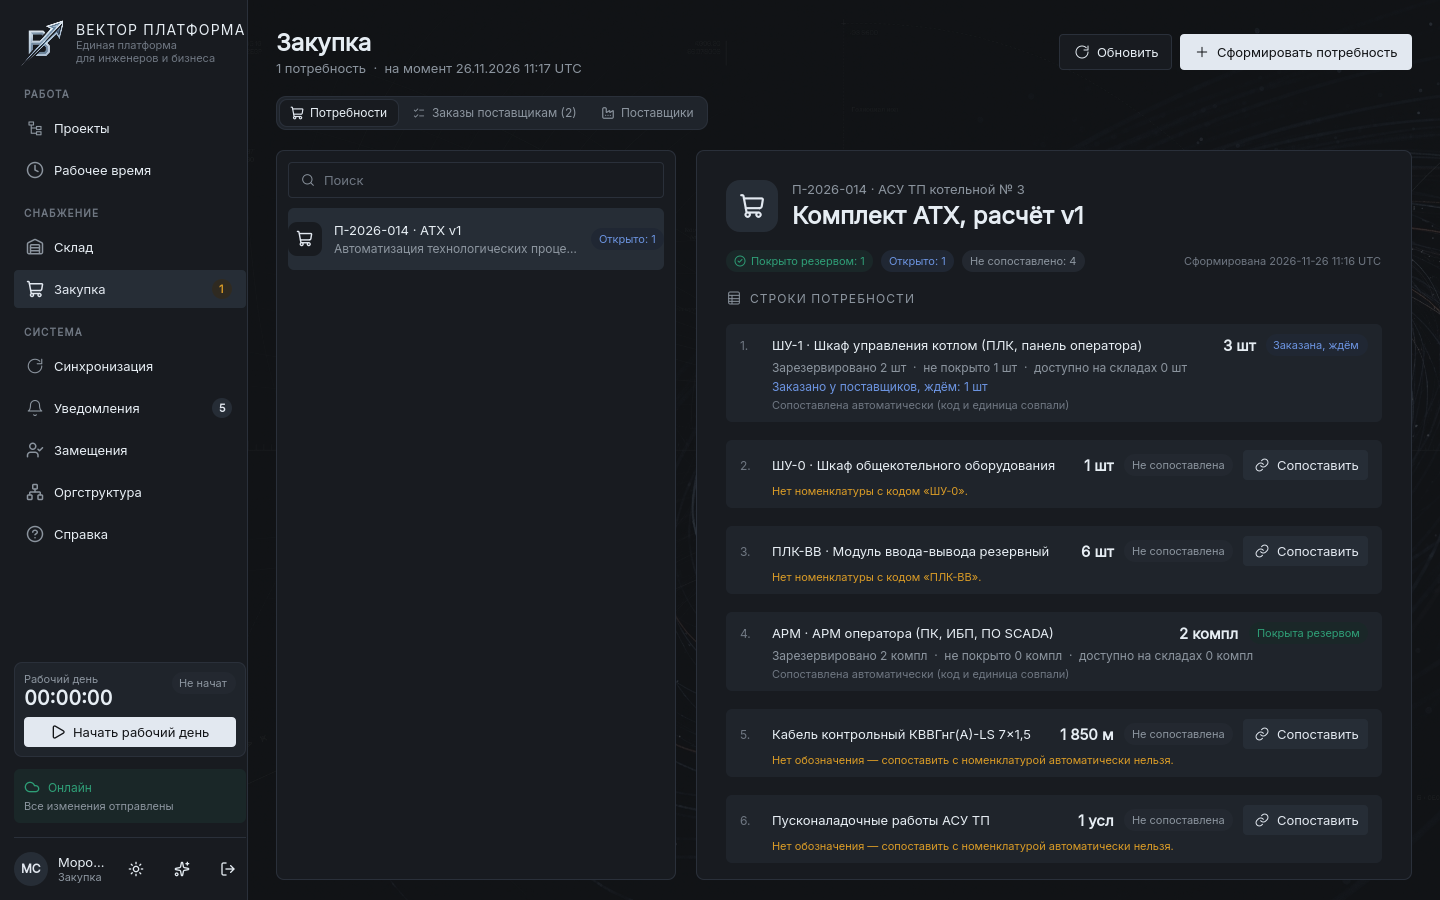 ВЕКТОР ПЛАТФОРМА
Единая платформа
для инженеров и бизнеса
РАБОТА
Проекты
Рабочее время
СНАБЖЕНИЕ
Склад
Закупка 1
СИСТЕМА
Синхронизация
Уведомления 5
Замещения
Оргструктура
Справка
Рабочий день
Не начат
00:00:00
Начать рабочий день
Онлайн
Все изменения отправлены
МС
Моро...
Закупка
Закупка
1 потребность · на момент 26.11.2026 11:17 UTC
Обновить
Сформировать потребность
Потребности
Заказы поставщикам (2)
Поставщики
Поиск
П-2026-014 · АТХ v1
Автоматизация технологических проце...
Открыто: 1
П-2026-014 · АСУ ТП котельной № 3
Комплект АТХ, расчёт v1
Покрыто резервом: 1
Открыто: 1
Не сопоставлено: 4
Сформирована 2026-11-26 11:16 UTC
СТРОКИ ПОТРЕБНОСТИ
1. ШУ-1 · Шкаф управления котлом (ПЛК, панель оператора) 3 шт Заказана, ждём
Зарезервировано 2 шт · не покрыто 1 шт · доступно на складах 0 шт
Заказано у поставщиков, ждём: 1 шт
Сопоставлена автоматически (код и единица совпали)
2. ШУ-0 · Шкаф общекотельного оборудования 1 шт Не сопоставлена Сопоставить
Нет номенклатуры с кодом «ШУ-0».
3. ПЛК-ВВ · Модуль ввода-вывода резервный 6 шт Не сопоставлена Сопоставить
Нет номенклатуры с кодом «ПЛК-ВВ».
4. АРМ · АРМ оператора (ПК, ИБП, ПО SCADA) 2 компл Покрыта резервом
Зарезервировано 2 компл · не покрыто 0 компл · доступно на складах 0 компл
Сопоставлена автоматически (код и единица совпали)
5. Кабель контрольный КВВГнг(А)-LS 7×1,5 1 850 м Не сопоставлена Сопоставить
Нет обозначения — сопоставить с номенклатурой автоматически нельзя.
6. Пусконаладочные работы АСУ ТП 1 усл Не сопоставлена Сопоставить
Нет обозначения — сопоставить с номенклатурой автоматически нельзя.